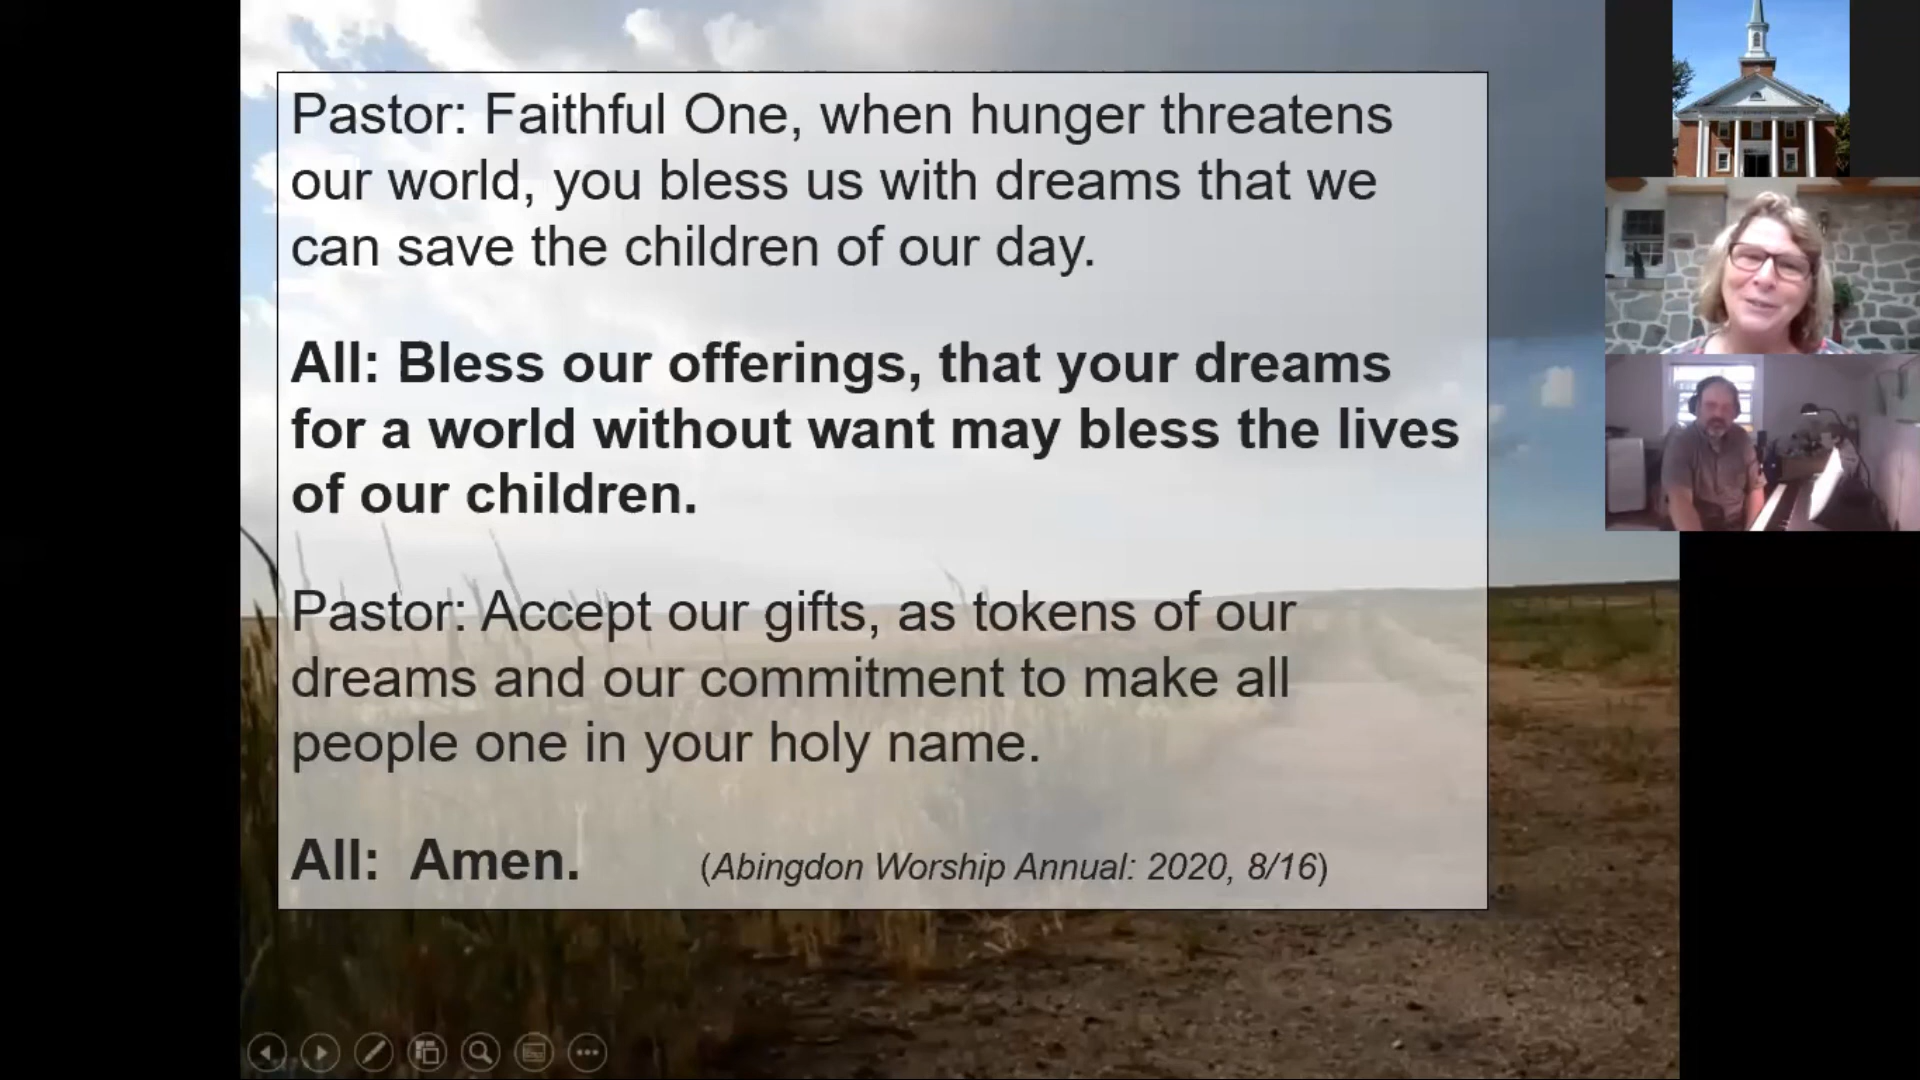 Pastor: Faithful One, when hunger threatens
our world, you bless us with dreams that we
can save the children of our day.
All: Bless our offerings, that your dreams
for a world without want may bless the lives
of our children.
Pastor: Accept our gifts, as tokens of our
dreams and our commitment to make all
people one in your holy name.
All:  Amen. (Abingdon Worship Annual: 2020, 8/16)